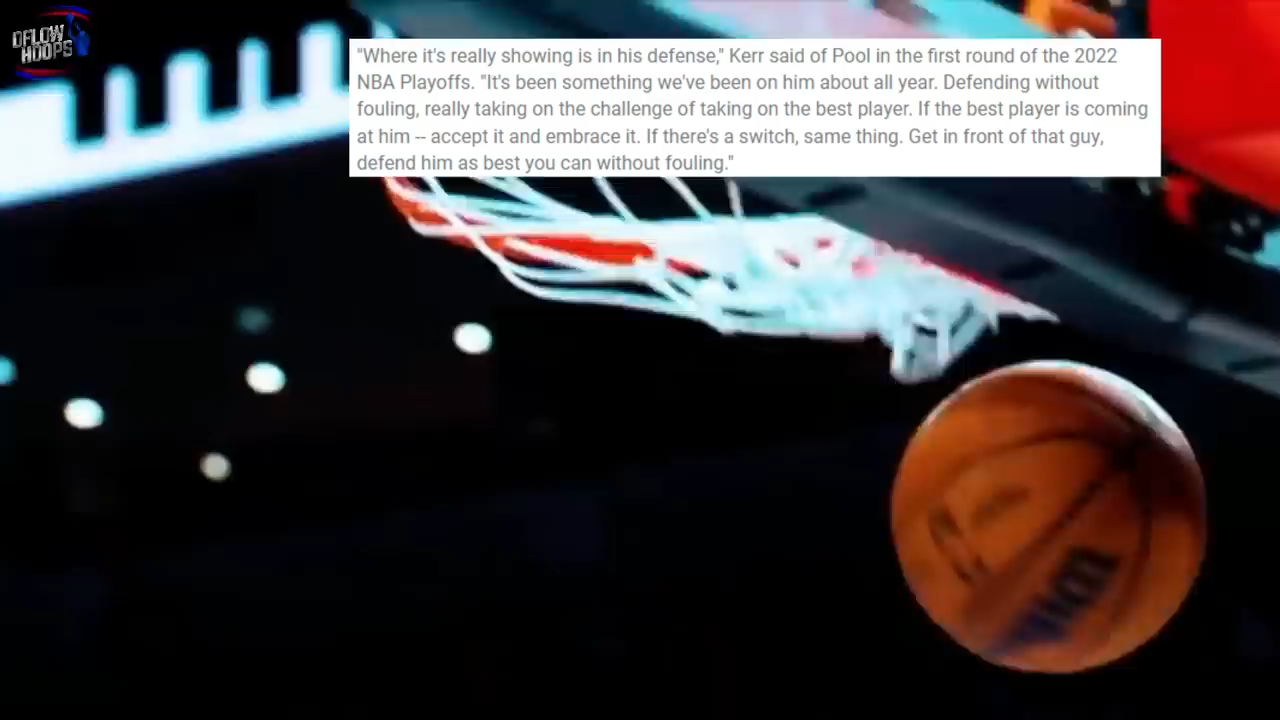 DFLOW
HOOPS
"Where it's really showing is in his defense," Kerr said of Pool in the first round of the 2022
NBA Playoffs. "It's been something we've been on him about all year. Defending without
fouling, really taking on the challenge of taking on the best player. If the best player is coming
at him -- accept it and embrace it. If there's a switch, same thing. Get in front of that guy,
defend him as best you can without fouling."